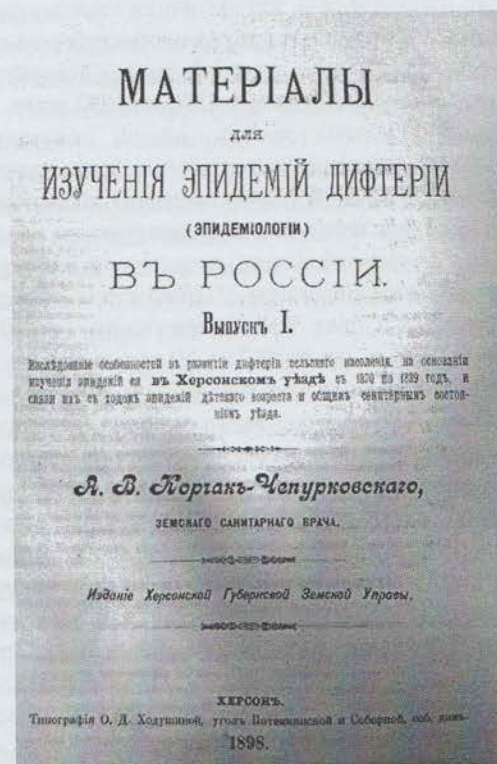 МАТЕРІАЛЫ
для
ИЗУЧЕНІЯ ЭПИДЕМІЙ ДИФТЕРІИ
(ЭПИДЕМІОЛОГІИ)
ВЪ РОССІИ.
Выпускъ I.
Изслѣдованіе особенностей въ развитіи дифтеріи сельскаго населенія, на основаніи
изученія эпидемій ея въ Херсонскомъ уѣздѣ съ 1870 по год, и
связи ихъ съ ходомъ эпидемій дѣтскаго возраста и общимъ санитарнымъ состоя-
ніемъ уѣзда.
А. В. Корчакъ-Чепурковскаго,
ЗЕМСКАГО САНИТАРНАГО ВРАЧА.
Изданіе Херсонской Губернской Земской Управы.
ХЕРСОНЪ.
Типографія О. Д. Ходушиной, уголъ Потемкинской и Соборной, соб. домъ
1898.